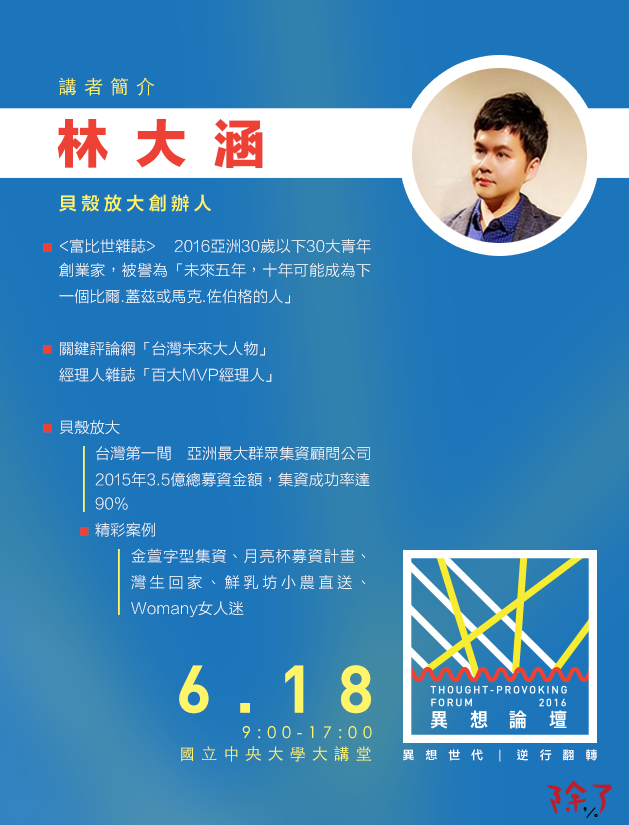 講者簡介
林大涵
貝殼放大創辦人
<富比世雜誌> 2016亞洲30歲以下30大青年
創業家，被譽為「未來五年，十年可能成為下
一個比爾.蓋茲或馬克.佐伯格的人」
關鍵評論網「台灣未來大人物」
經理人雜誌「百大MVP經理人」
貝殼放大
台灣第一間 亞洲最大群眾集資顧問公司
2015年3.5億總募資金額，集資成功率達
90%
精彩案例
金萱字型集資、月亮杯募資計畫、
灣生回家、鮮乳坊小農直送、
Womany女人迷
6.18
9:00-17:00
國立中央大學大講堂
THOUGHT-PROVOKING
FORUM 2016
異想論壇
異想世代｜逆行翻轉
除了